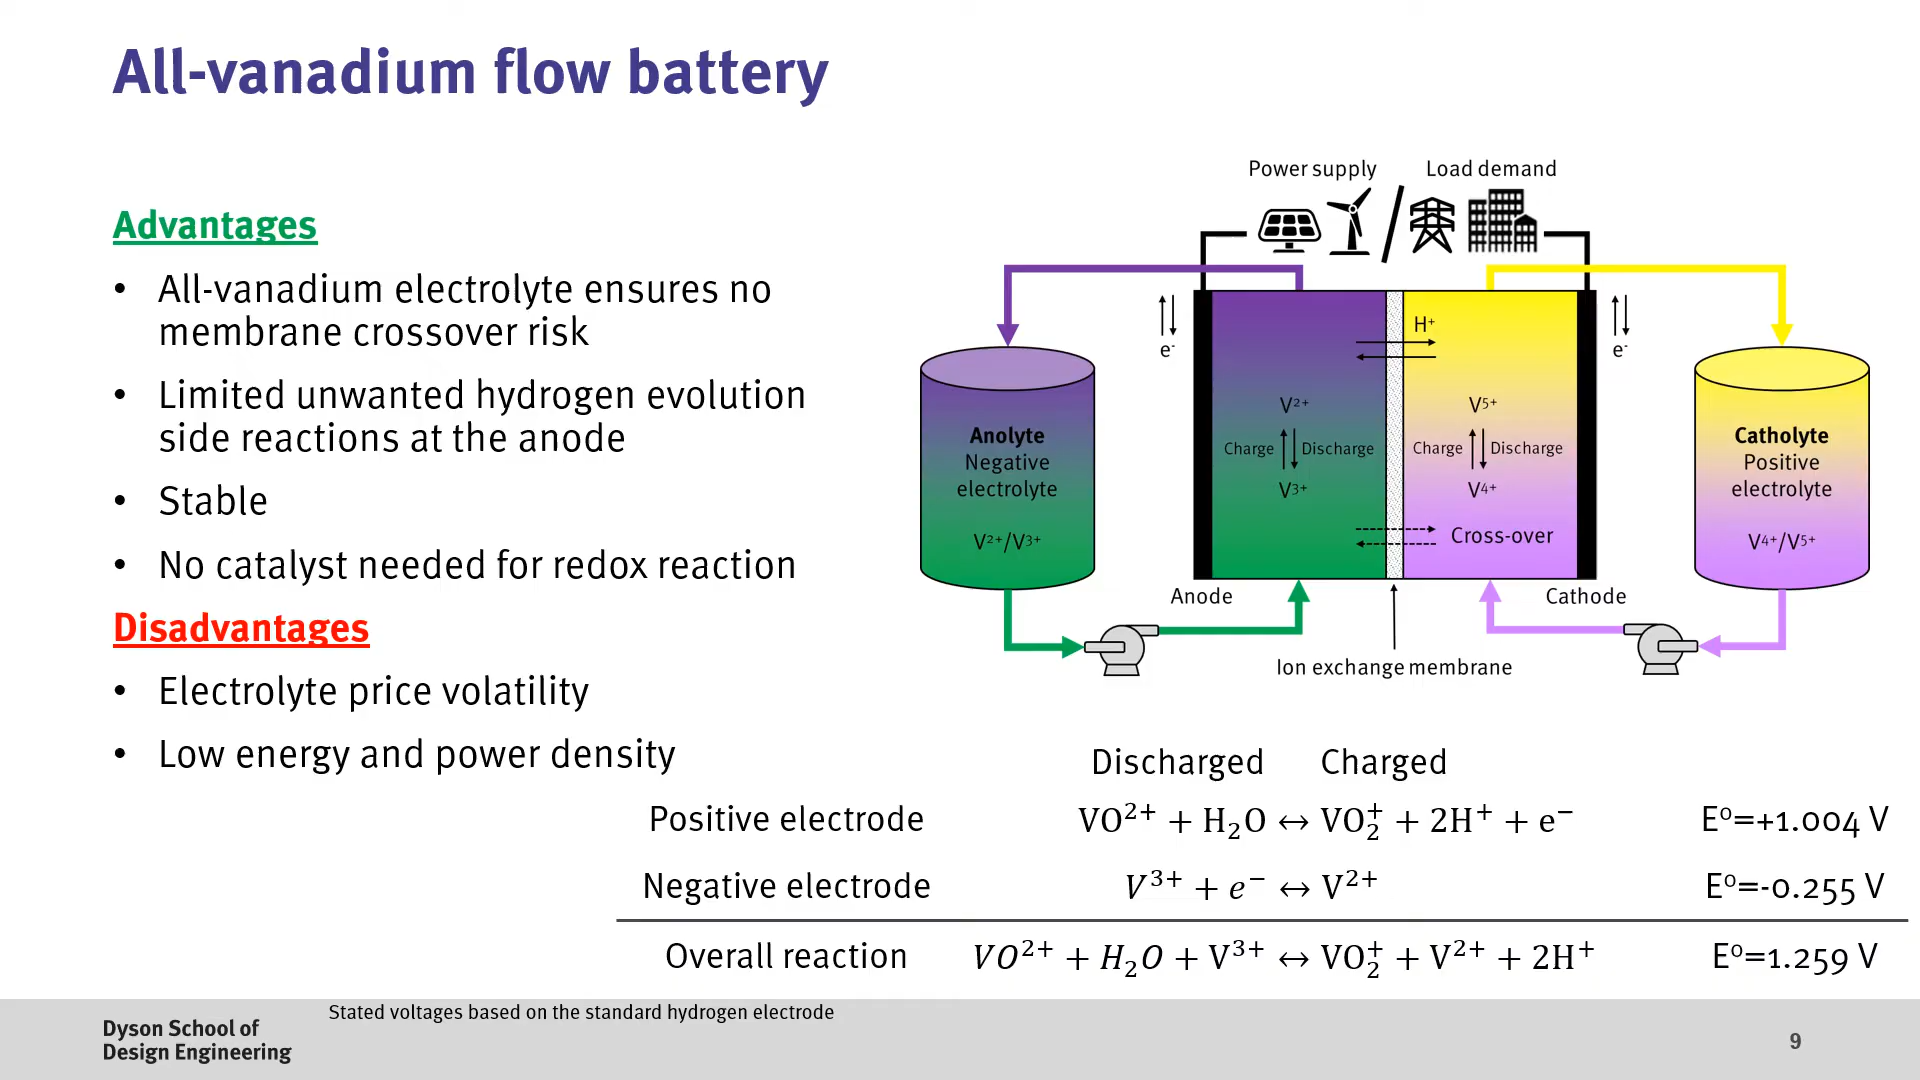 All-vanadium flow battery
Advantages
• All-vanadium electrolyte ensures no
membrane crossover risk
• Limited unwanted hydrogen evolution
side reactions at the anode
• Stable
• No catalyst needed for redox reaction
Disadvantages
• Electrolyte price volatility
• Low energy and power density
Power supply
Load demand
e⁻
e⁻
H⁺
Anolyte
Negative
electrolyte
V²⁺/V³⁺
V²⁺
Charge
Discharge
V³⁺
V⁵⁺
Charge
Discharge
V⁴⁺
Cross-over
Catholyte
Positive
electrolyte
V⁴⁺/V⁵⁺
Anode
Cathode
Ion exchange membrane
Discharged
Charged
Positive electrode
VO²⁺ + H₂O ↔ VO₂⁺ + 2H⁺ + e⁻
E⁰=+1.004 V
Negative electrode
V³⁺ + e⁻ ↔ V²⁺
E⁰=-0.255 V
Overall reaction
VO²⁺ + H₂O + V³⁺ ↔ VO₂⁺ + V²⁺ + 2H⁺
E⁰=1.259 V
Stated voltages based on the standard hydrogen electrode
Dyson School of
Design Engineering
9